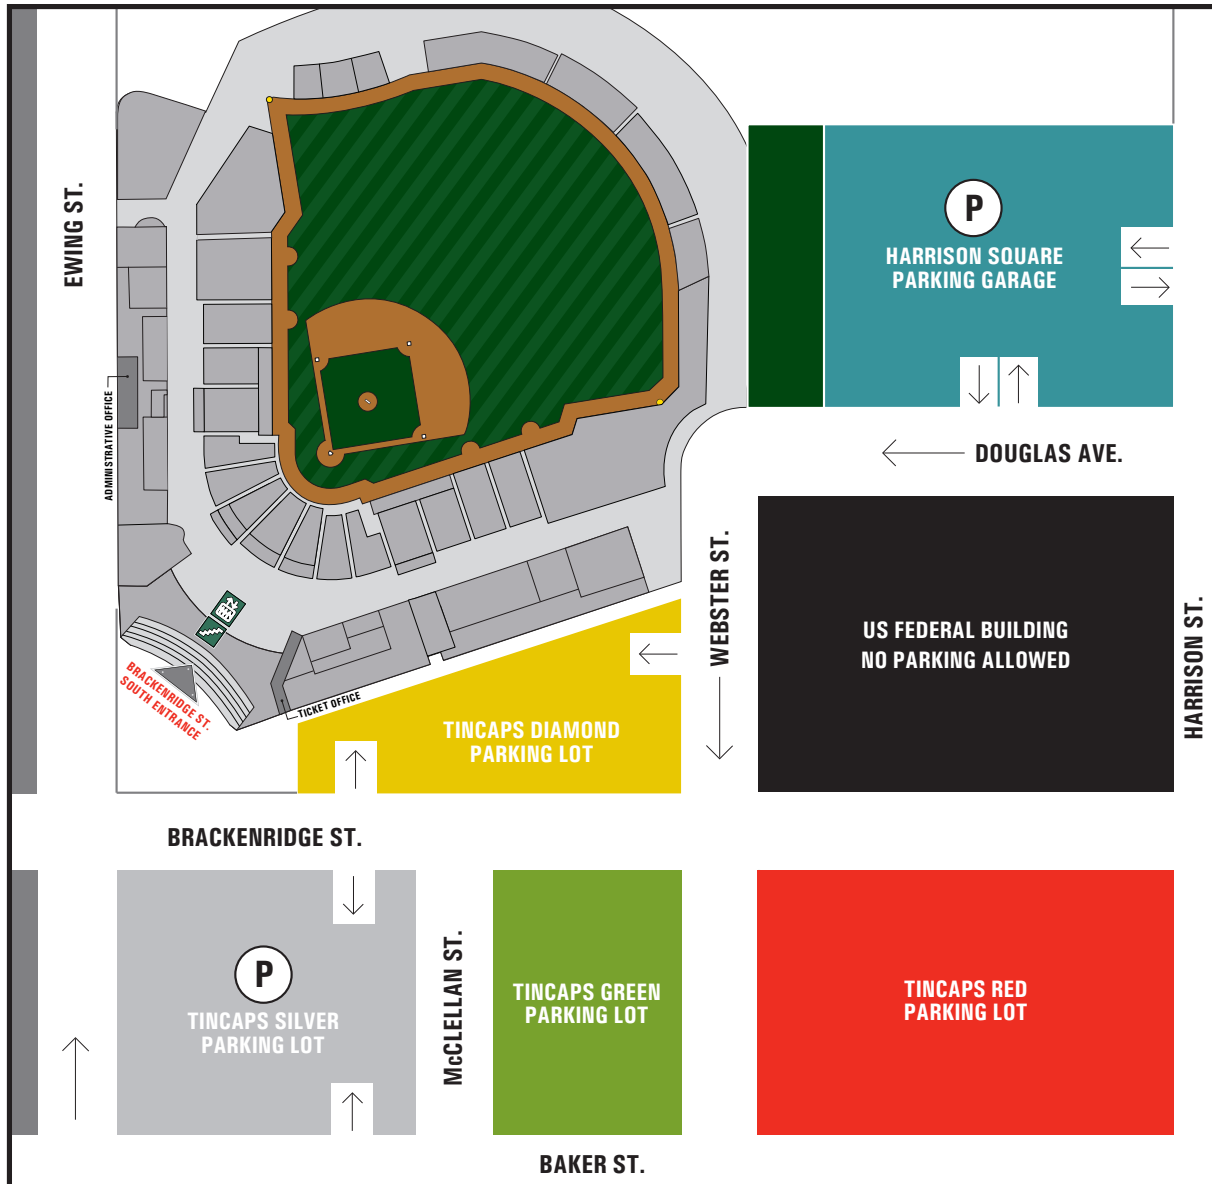 EWING ST.
P
HARRISON SQUARE
PARKING GARAGE
ADMINISTRATIVE OFFICE
DOUGLAS AVE.
WEBSTER ST.
US FEDERAL BUILDING
NO PARKING ALLOWED
HARRISON ST.
BRACKENRIDGE ST.
SOUTH ENTRANCE
TICKET OFFICE
TINCAPS DIAMOND
PARKING LOT
BRACKENRIDGE ST.
P
TINCAPS SILVER
PARKING LOT
McCLELLAN ST.
TINCAPS GREEN
PARKING LOT
TINCAPS RED
PARKING LOT
BAKER ST.